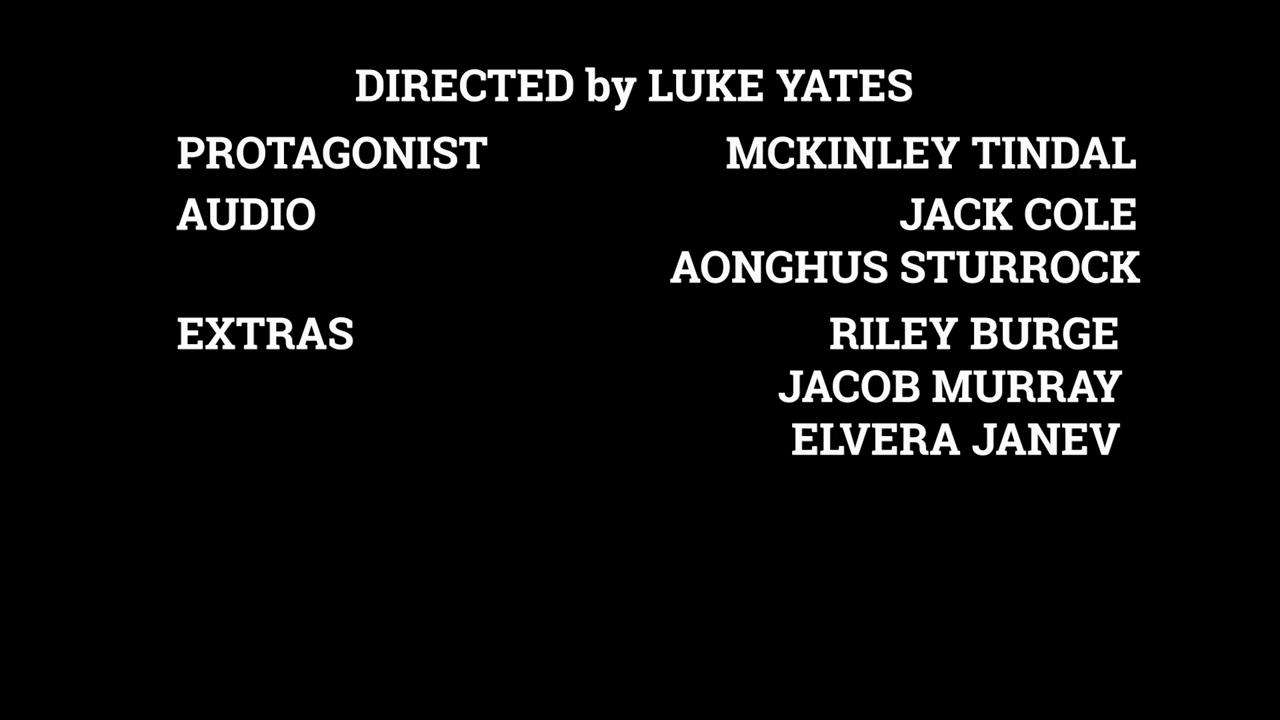 DIRECTED by LUKE YATES
PROTAGONIST MCKINLEY TINDAL
AUDIO JACK COLE
AONGHUS STURROCK
EXTRAS RILEY BURGE
JACOB MURRAY
ELVERA JANEV